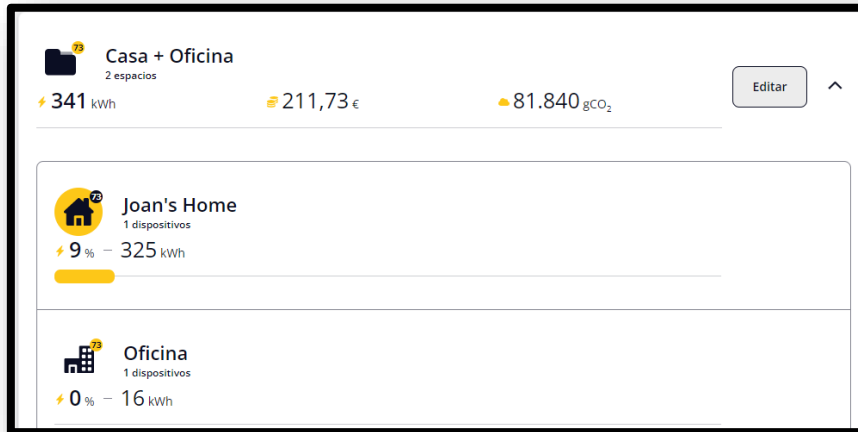 73
Casa + Oficina
2 espacios
341 kWh 211,73 € 81.840 gCO₂
Editar
73
Joan's Home
1 dispositivos
9 % – 325 kWh
73
Oficina
1 dispositivos
0 % – 16 kWh